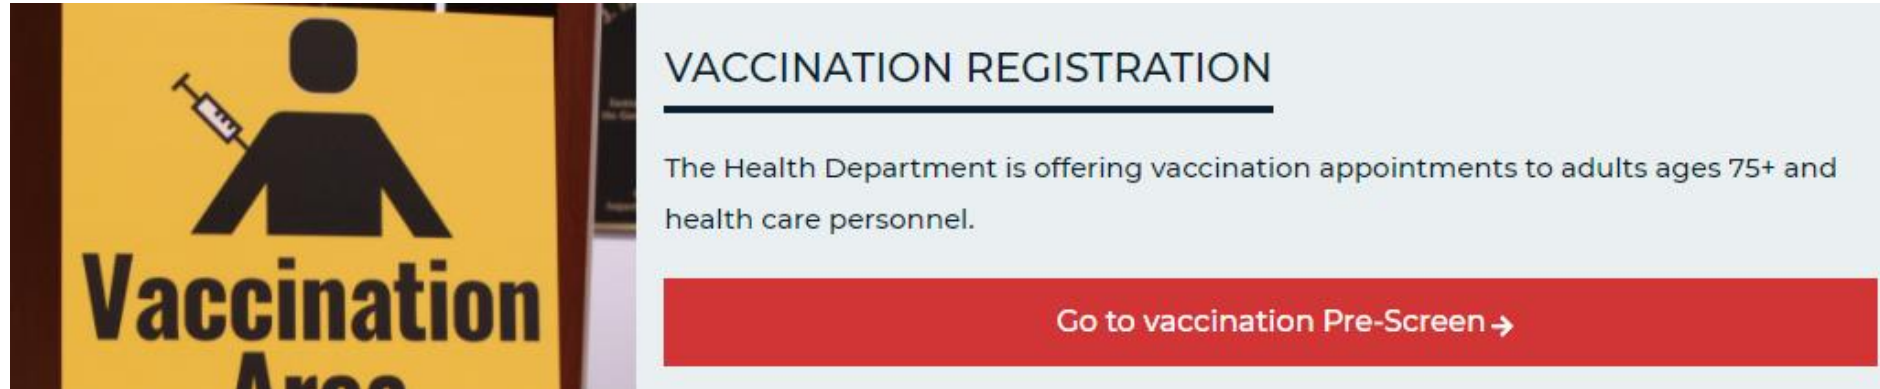 Vaccination
Area
VACCINATION REGISTRATION
The Health Department is offering vaccination appointments to adults ages 75+ and
health care personnel.
Go to vaccination Pre-Screen →